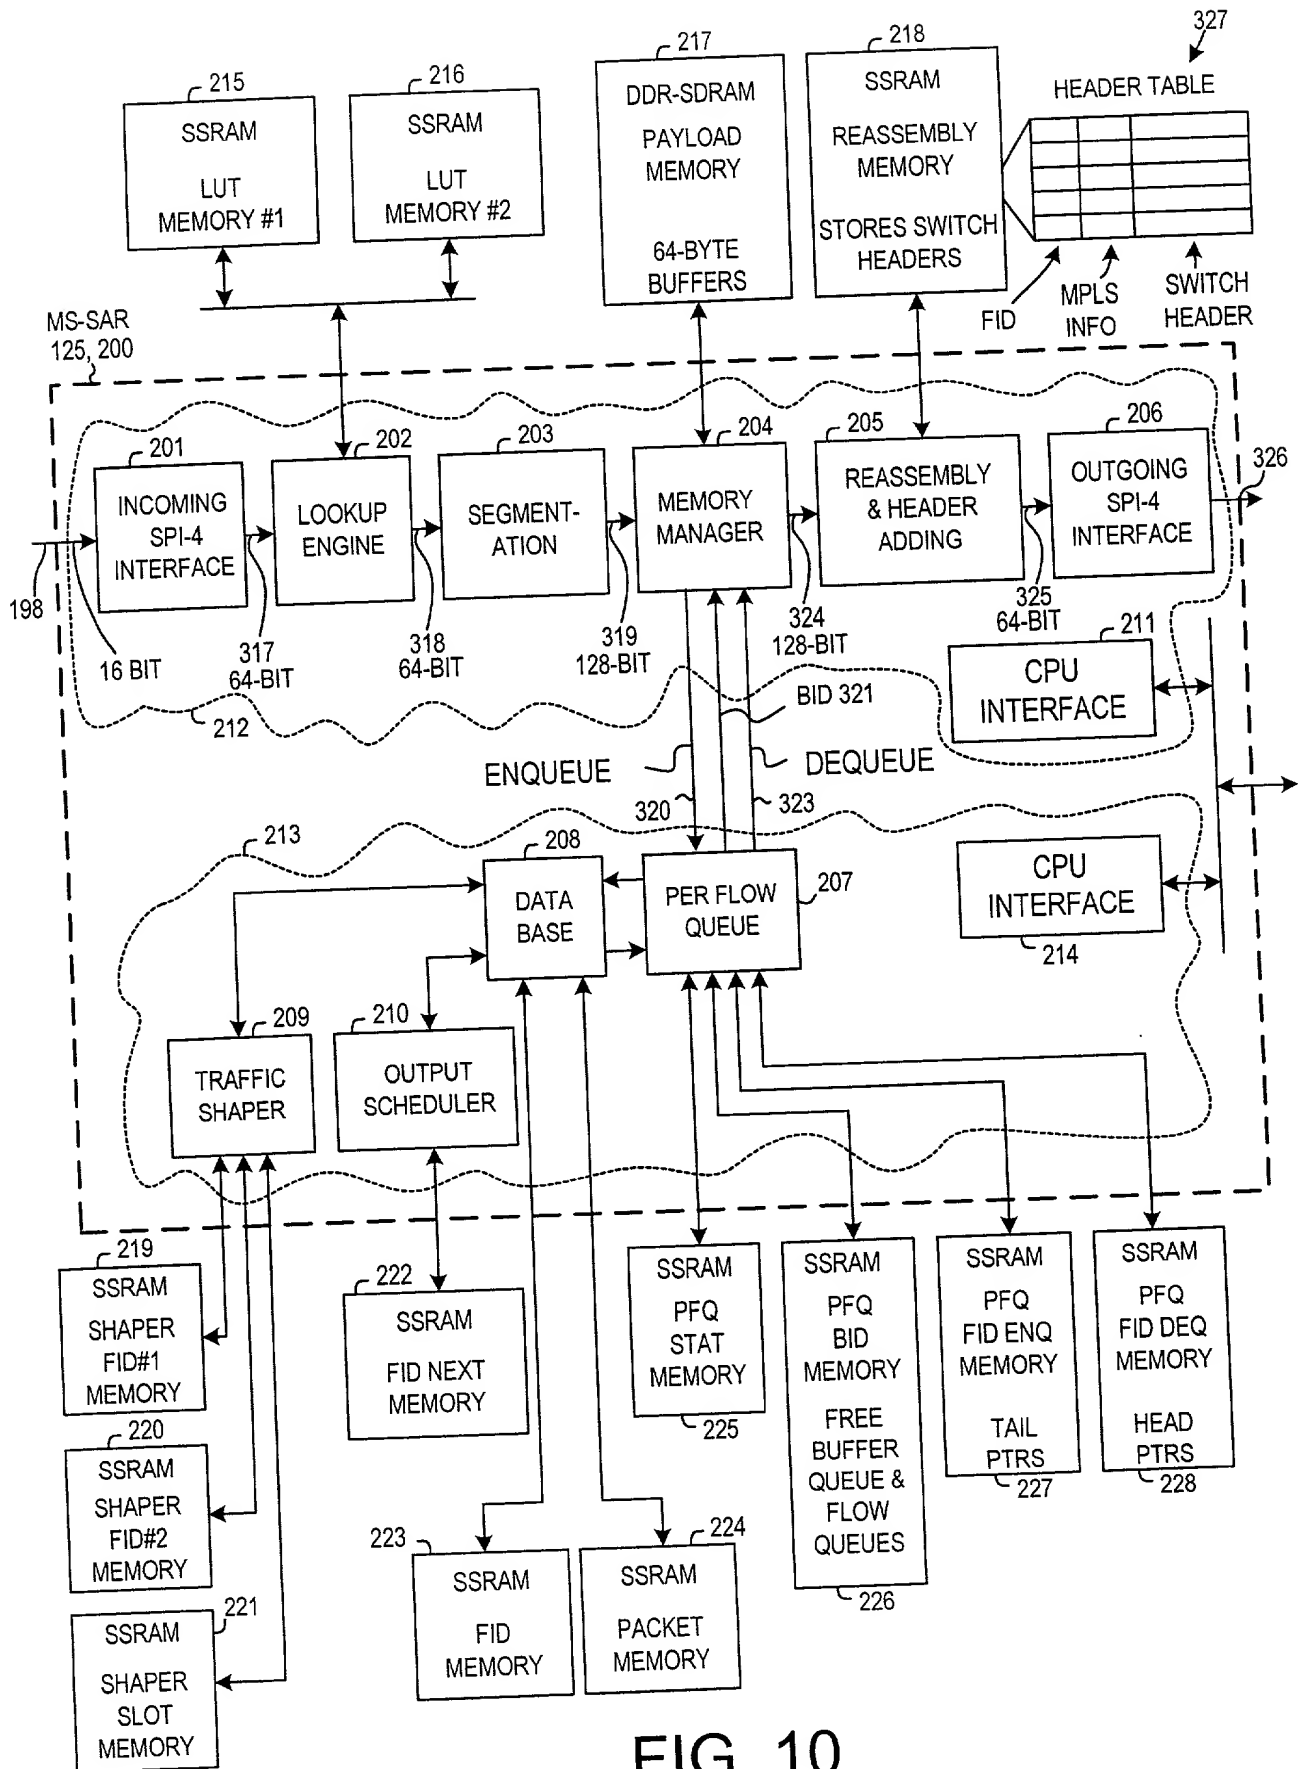 327
217
218
HEADER TABLE
215
216
SSRAM
LUT
MEMORY #1
SSRAM
LUT
MEMORY #2
DDR-SDRAM
PAYLOAD
MEMORY
64-BYTE
BUFFERS
SSRAM
REASSEMBLY
MEMORY
STORES SWITCH
HEADERS
FID
MPLS
INFO
SWITCH
HEADER
MS-SAR
125, 200
201
INCOMING
SPI-4
INTERFACE
202
LOOKUP
ENGINE
203
SEGMENT-
ATION
204
MEMORY
MANAGER
205
REASSEMBLY
& HEADER
ADDING
206
OUTGOING
SPI-4
INTERFACE
326
198
16 BIT
317
64-BIT
318
64-BIT
319
128-BIT
324
128-BIT
325
64-BIT
211
CPU
INTERFACE
212
BID 321
ENQUEUE
DEQUEUE
320
323
213
208
DATA
BASE
PER FLOW
QUEUE
207
CPU
INTERFACE
214
209
TRAFFIC
SHAPER
210
OUTPUT
SCHEDULER
219
SSRAM
SHAPER
FID#1
MEMORY
222
SSRAM
FID NEXT
MEMORY
SSRAM
PFQ
STAT
MEMORY
225
SSRAM
PFQ
BID
MEMORY
FREE
BUFFER
QUEUE &
FLOW
QUEUES
226
SSRAM
PFQ
FID ENQ
MEMORY
TAIL
PTRS
227
SSRAM
PFQ
FID DEQ
MEMORY
HEAD
PTRS
228
220
SSRAM
SHAPER
FID#2
MEMORY
223
SSRAM
FID
MEMORY
224
SSRAM
PACKET
MEMORY
221
SSRAM
SHAPER
SLOT
MEMORY
FIG. 10